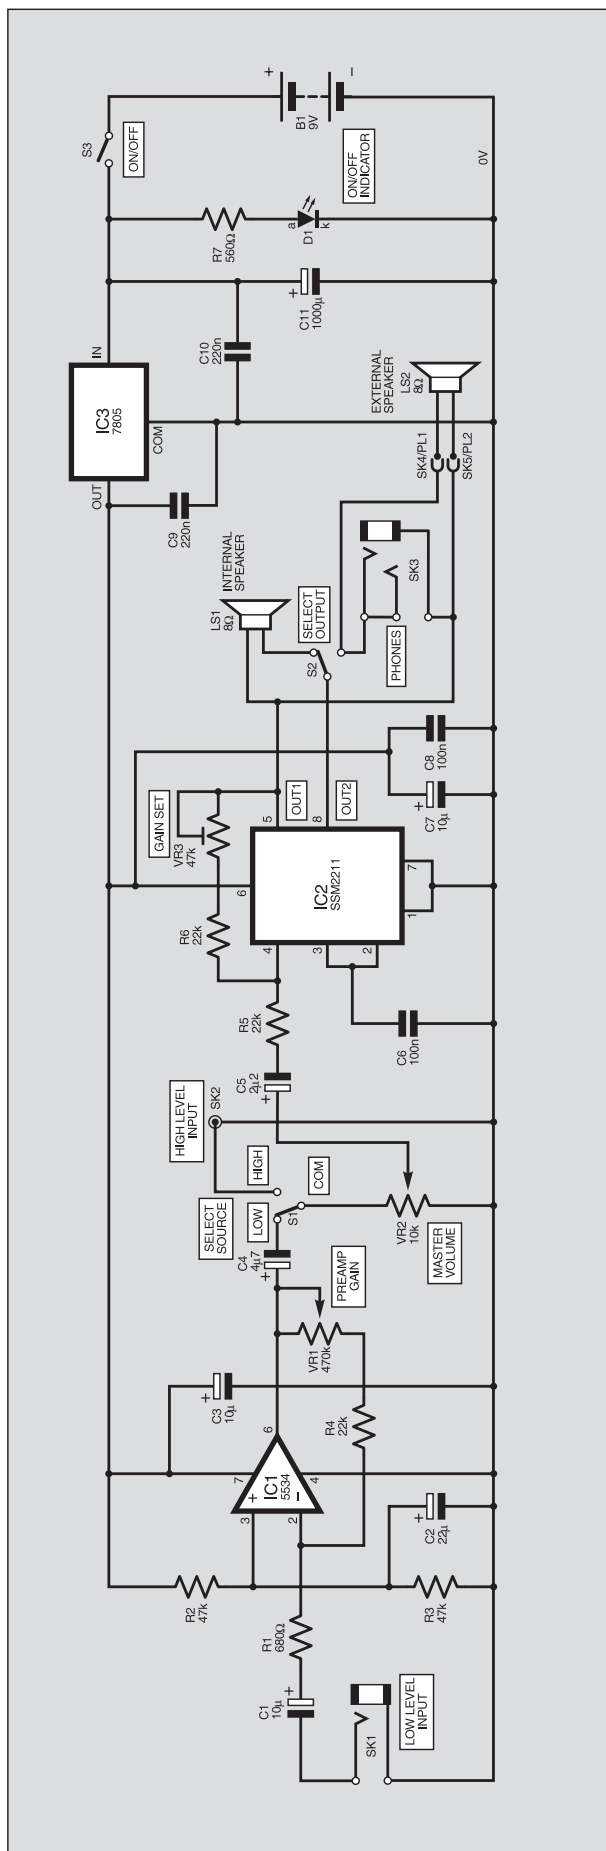 S3
ON/OFF
B1
9V
+
−
ON/OFF
INDICATOR
0V
R7
560Ω
a
D1
k
+
C11
1000µ
C10
220n
IN
IC3
7805
COM
OUT
C9
220n
EXTERNAL
SPEAKER
LS2
8Ω
SK4/PL1
SK5/PL2
INTERNAL
SPEAKER
LS1
8Ω
SELECT
OUTPUT
S2
SK3
PHONES
C8
100n
+
C7
10µ
GAIN SET
VR3
47k
R6
22k
OUT1
OUT2
IC2
SSM2211
5
8
6
4
3
2
1
7
R5
22k
C6
100n
C5
2µ2
+
HIGH LEVEL
INPUT
SK2
SELECT
SOURCE
HIGH
LOW
COM
S1
VR2
10k
MASTER
VOLUME
C4
4µ7
+
PREAMP
GAIN
VR1
470k
R4
22k
+
C3
10µ
IC1
5534
+
−
7
6
4
3
2
+
C2
22µ
R2
47k
R3
47k
R1
680Ω
C1
10µ
+
SK1
LOW LEVEL
INPUT